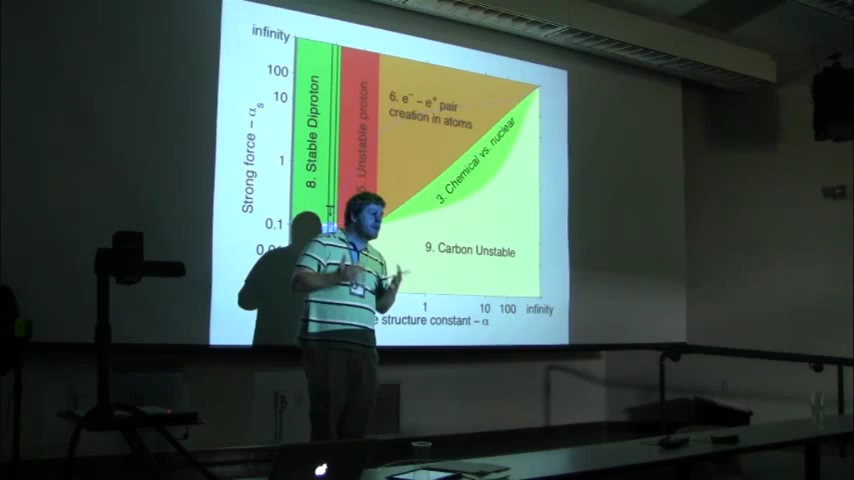 infinity
100
10
1
0.1
Strong force – αs
8. Stable Diproton
Unstable proton
6. e⁻ – e⁺ pair
creation in atoms
3. Chemical vs. nuclear
9. Carbon Unstable
1
10
100
infinity
structure constant – α